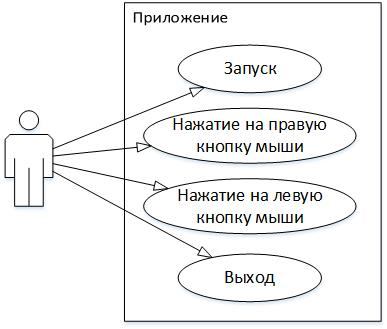 Приложение
Запуск
Нажатие на правую
кнопку мыши
Нажатие на левую
кнопку мыши
Выход